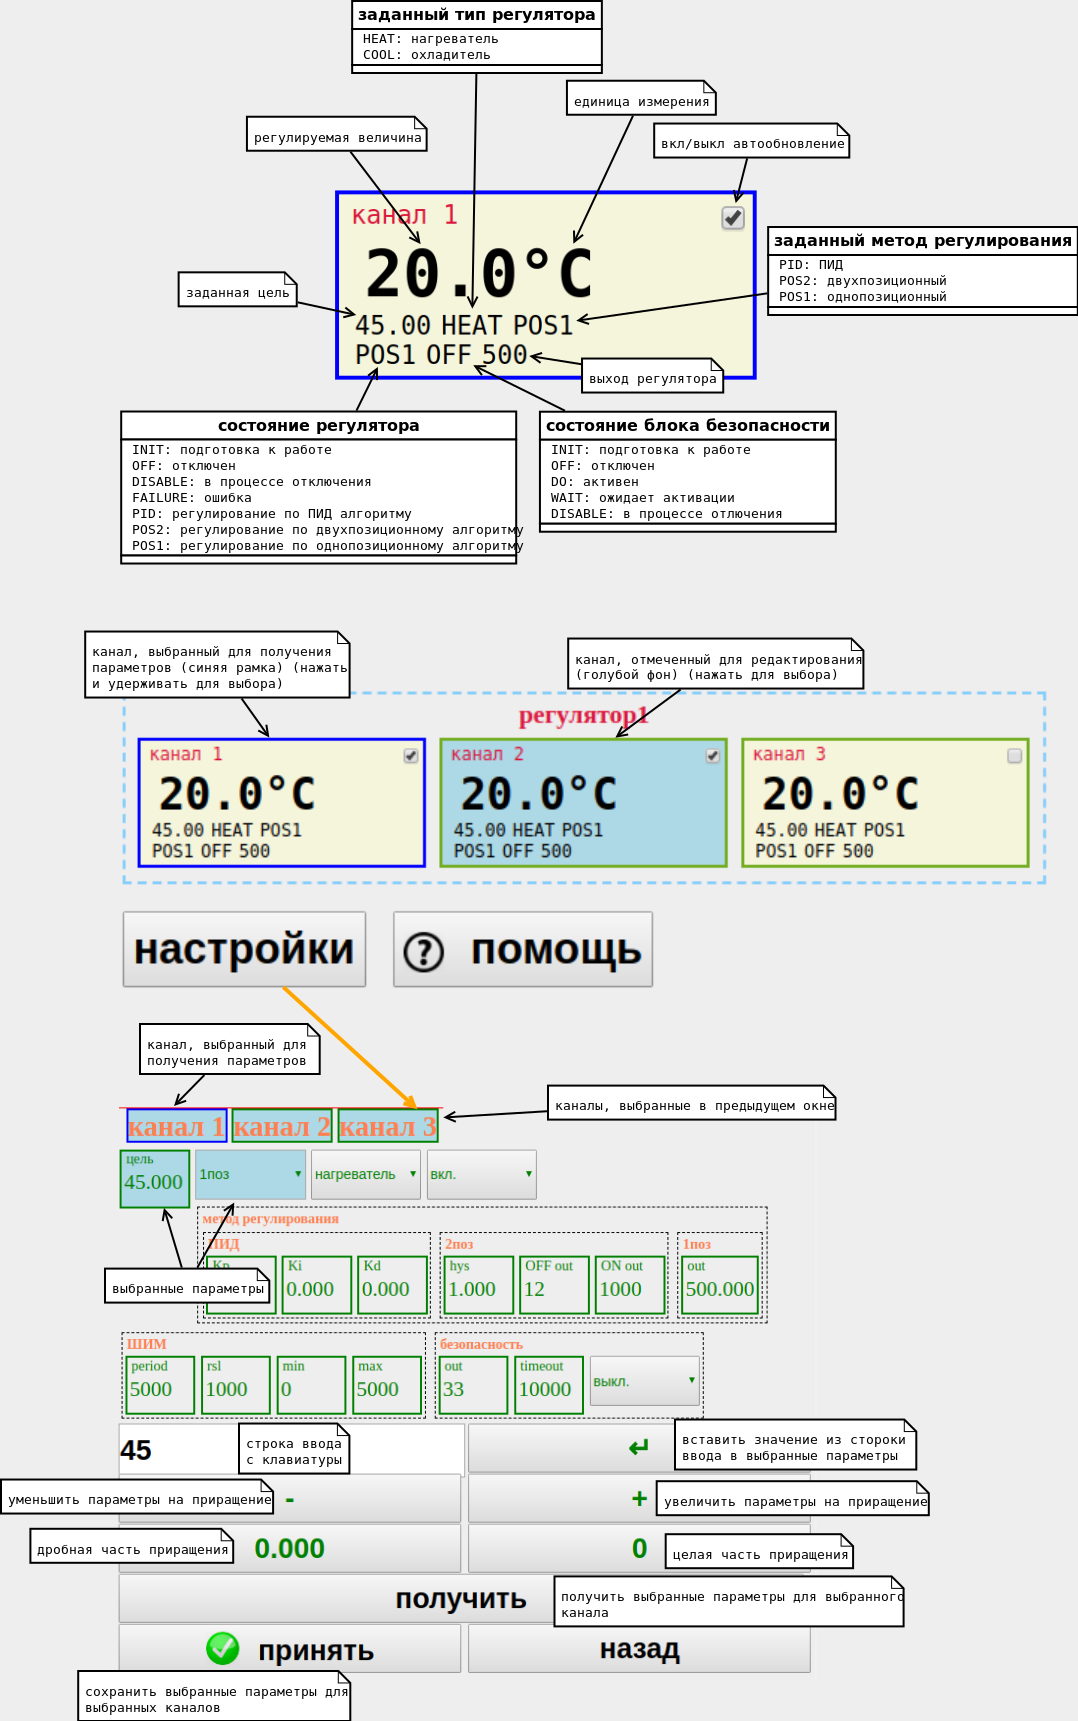 заданный тип регулятора
HEAT: нагреватель
COOL: охладитель
единица измерения
регулируемая величина
вкл/выкл автообновление
канал 1
20.0°C
45.00 HEAT POS1
POS1 OFF 500
заданный метод регулирования
PID: ПИД
POS2: двухпозиционный
POS1: однопозиционный
заданная цель
выход регулятора
состояние регулятора
INIT: подготовка к работе
OFF: отключен
DISABLE: в процессе отключения
FAILURE: ошибка
PID: регулирование по ПИД алгоритму
POS2: регулирование по двухпозиционному алгоритму
POS1: регулирование по однопозиционному алгоритму
состояние блока безопасности
INIT: подготовка к работе
OFF: отключен
DO: активен
WAIT: ожидает активации
DISABLE: в процессе отлючения
канал, выбранный для получения
параметров (синяя рамка) (нажать
и удерживать для выбора)
канал, отмеченный для редактирования
(голубой фон) (нажать для выбора)
регулятор1
канал 1
20.0°C
45.00 HEAT POS1
POS1 OFF 500
канал 2
20.0°C
45.00 HEAT POS1
POS1 OFF 500
канал 3
20.0°C
45.00 HEAT POS1
POS1 OFF 500
настройки
? помощь
канал, выбранный для
получения параметров
каналы, выбранные в предыдущем окне
канал 1 канал 2 канал 3
цель
45.000
1поз
нагреватель
вкл.
метод регулирования
ПИД
Kp
Ki
0.000
Kd
0.000
2поз
hys
1.000
OFF out
12
ON out
1000
1поз
out
500.000
выбранные параметры
ШИМ
period
5000
rsl
1000
min
0
max
5000
безопасность
out
33
timeout
10000
выкл.
45
строка ввода
с клавиатуры
↵
вставить значение из стороки
ввода в выбранные параметры
уменьшить параметры на приращение
-
+
увеличить параметры на приращение
дробная часть приращения
0.000
0
целая часть приращения
получить
получить выбранные параметры для выбранного
канала
принять
назад
сохранить выбранные параметры для
выбранных каналов